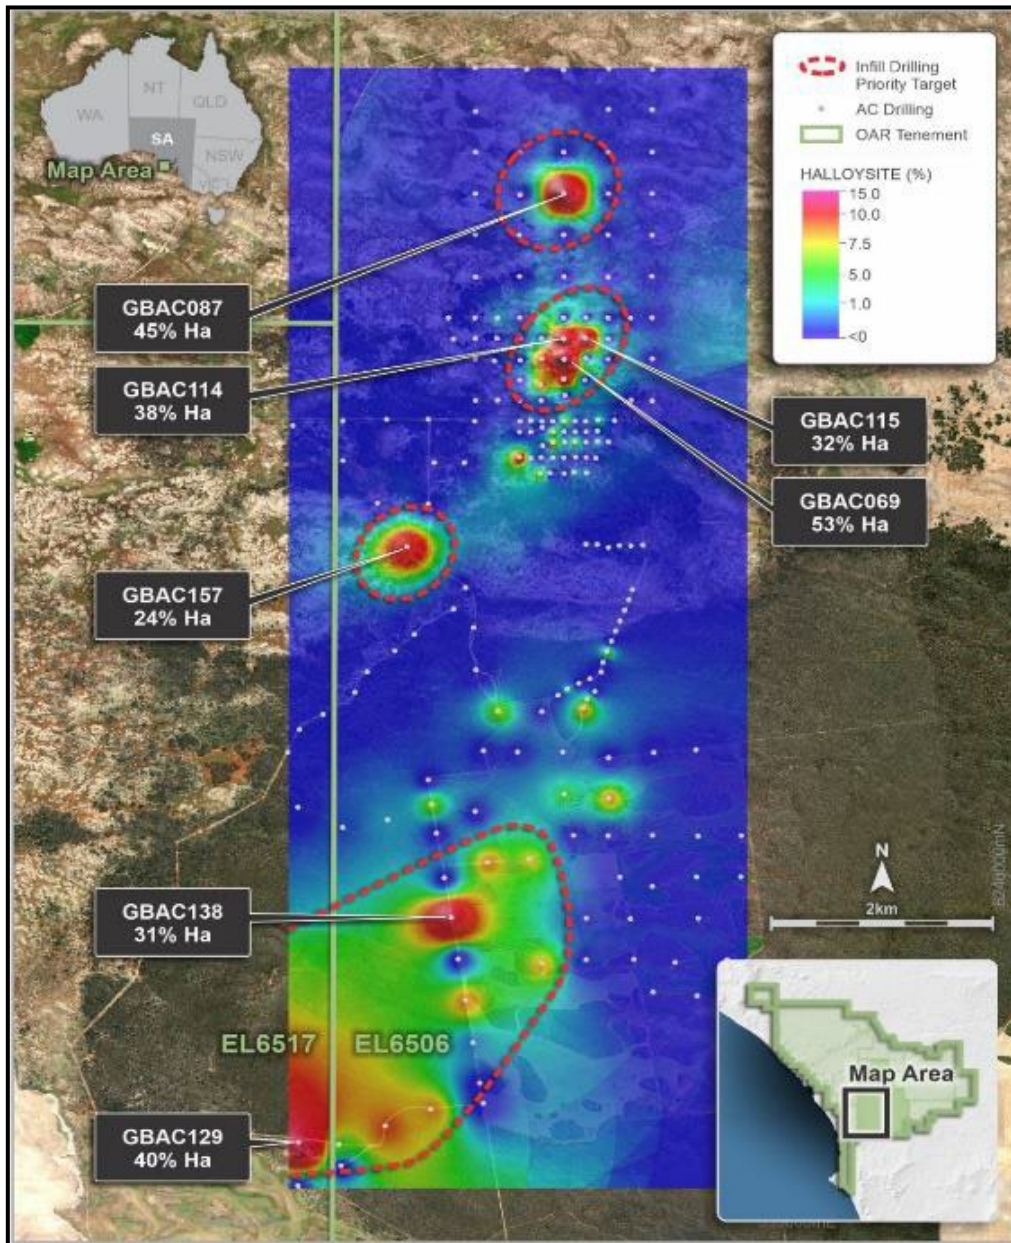 WA
NT
QLD
SA
NSW
VIC
Map Area
Infill Drilling
Priority Target
AC Drilling
OAR Tenement
HALLOYSITE (%)
15.0
10.0
7.5
5.0
1.0
<0
GBAC087
45% Ha
GBAC114
38% Ha
GBAC115
32% Ha
GBAC069
53% Ha
GBAC157
24% Ha
GBAC138
31% Ha
N
2km
EL6517
EL6506
Map Area
GBAC129
40% Ha